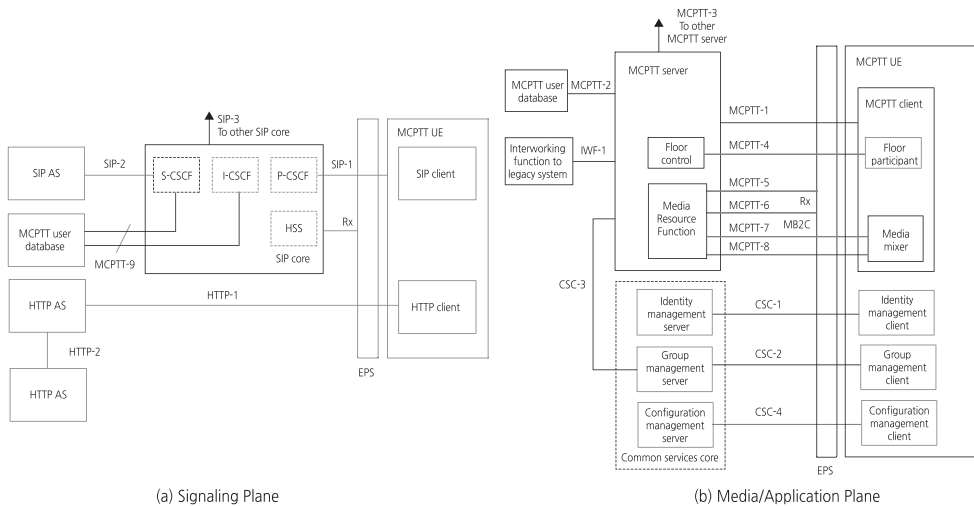 SIP-3
To other SIP core
MCPTT UE
SIP AS
SIP-2
S-CSCF
I-CSCF
P-CSCF
SIP-1
SIP client
MCPTT user
database
MCPTT-9
HSS
SIP core
Rx
HTTP AS
HTTP-1
HTTP client
HTTP-2
HTTP AS
EPS
(a) Signaling Plane
MCPTT-3
To other
MCPTT server
MCPTT server
MCPTT UE
MCPTT user
database
MCPTT-2
MCPTT client
MCPTT-1
Interworking
function to
legacy system
IWF-1
Floor
control
MCPTT-4
Floor
participant
Media
Resource
Function
MCPTT-5
MCPTT-6
Rx
MCPTT-7
MB2C
MCPTT-8
Media
mixer
CSC-3
Identity
management
server
CSC-1
Identity
management
client
Group
management
server
CSC-2
Group
management
client
Configuration
management
server
CSC-4
Configuration
management
client
Common services core
EPS
(b) Media/Application Plane